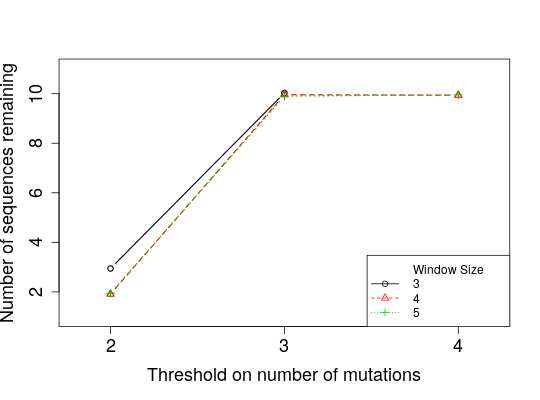 Number of sequences remaining
10
8
6
4
2
Window Size
3
4
5
2 3 4
Threshold on number of mutations